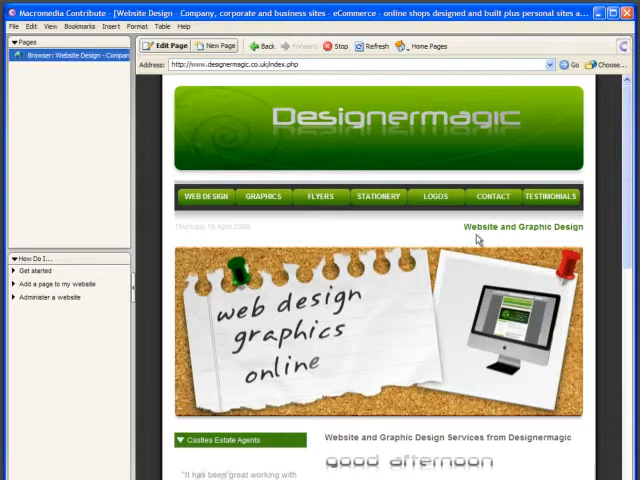 Macromedia Contribute - [Website Design - Company, corporate and business sites - eCommerce - online shops designed and built plus personal sites a...
File Edit View Bookmarks Insert Format Table Help
Pages
Browser: Website Design - Compan
Edit Page New Page Back Forward Stop Refresh Home Pages
Address: http://www.designermagic.co.uk/index.php Go Choose...
Designermagic
WEB DESIGN GRAPHICS FLYERS STATIONERY LOGOS CONTACT TESTIMONIALS
Thursday 16 April 2009
Website and Graphic Design
web design
graphics
online
How Do I...
Get started
Add a page to my website
Administer a website
Castles Estate Agents
"It has been great working with
Website and Graphic Design Services from Designermagic
good afternoon